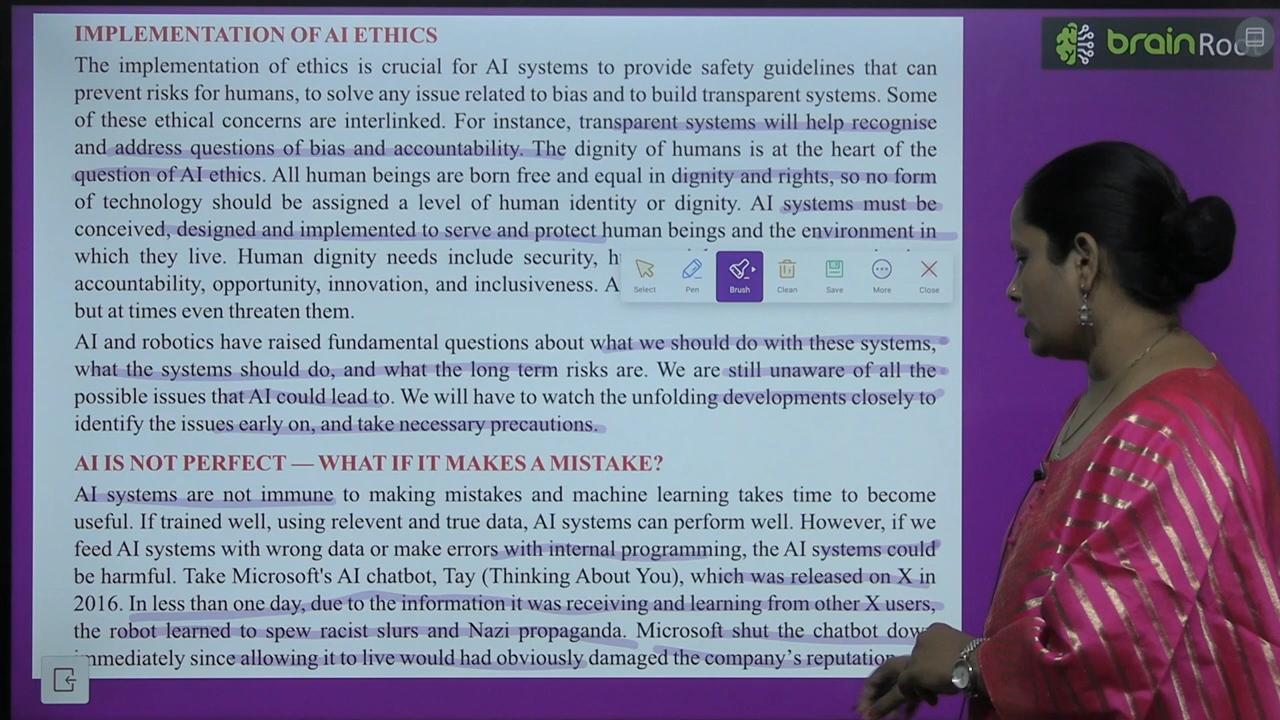 IMPLEMENTATION OF AI ETHICS
The implementation of ethics is crucial for AI systems to provide safety guidelines that can
prevent risks for humans, to solve any issue related to bias and to build transparent systems. Some
of these ethical concerns are interlinked. For instance, transparent systems will help recognise
and address questions of bias and accountability. The dignity of humans is at the heart of the
question of AI ethics. All human beings are born free and equal in dignity and rights, so no form
of technology should be assigned a level of human identity or dignity. AI systems must be
conceived, designed and implemented to serve and protect human beings and the environment in
which they live. Human dignity needs include security,
accountability, opportunity, innovation, and inclusiveness.
but at times even threaten them.
Select Pen Brush Clean Save More Close
AI and robotics have raised fundamental questions about what we should do with these systems,
what the systems should do, and what the long term risks are. We are still unaware of all the
possible issues that AI could lead to. We will have to watch the unfolding developments closely to
identify the issues early on, and take necessary precautions.
AI IS NOT PERFECT — WHAT IF IT MAKES A MISTAKE?
AI systems are not immune to making mistakes and machine learning takes time to become
useful. If trained well, using relevent and true data, AI systems can perform well. However, if we
feed AI systems with wrong data or make errors with internal programming, the AI systems could
be harmful. Take Microsoft's AI chatbot, Tay (Thinking About You), which was released on X in
2016. In less than one day, due to the information it was receiving and learning from other X users,
the robot learned to spew racist slurs and Nazi propaganda. Microsoft shut the chatbot
immediately since allowing it to live would had obviously damaged the company's reputation
brain